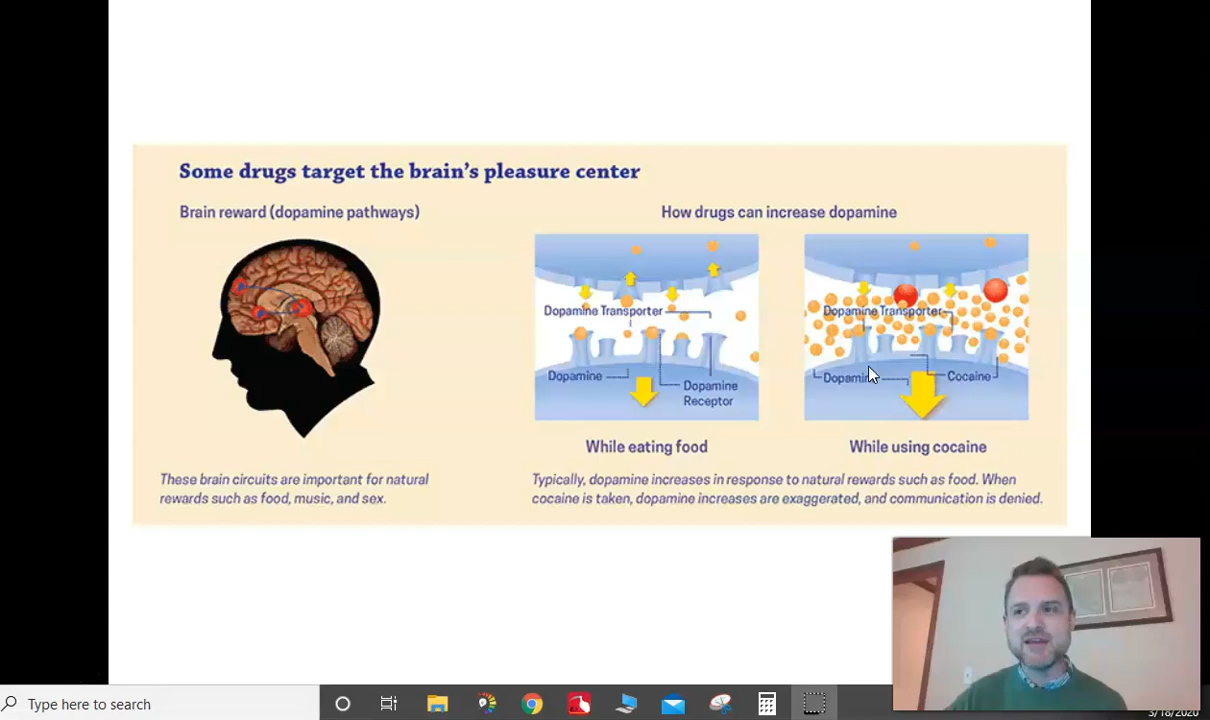 Some drugs target the brain's pleasure center
Brain reward (dopamine pathways)
How drugs can increase dopamine
Dopamine Transporter
Dopamine
Dopamine
Receptor
Dopamine Transporter
Dopamine
Cocaine
While eating food
While using cocaine
These brain circuits are important for natural
rewards such as food, music, and sex.
Typically, dopamine increases in response to natural rewards such as food. When
cocaine is taken, dopamine increases are exaggerated, and communication is denied.
Type here to search
3/18/2020